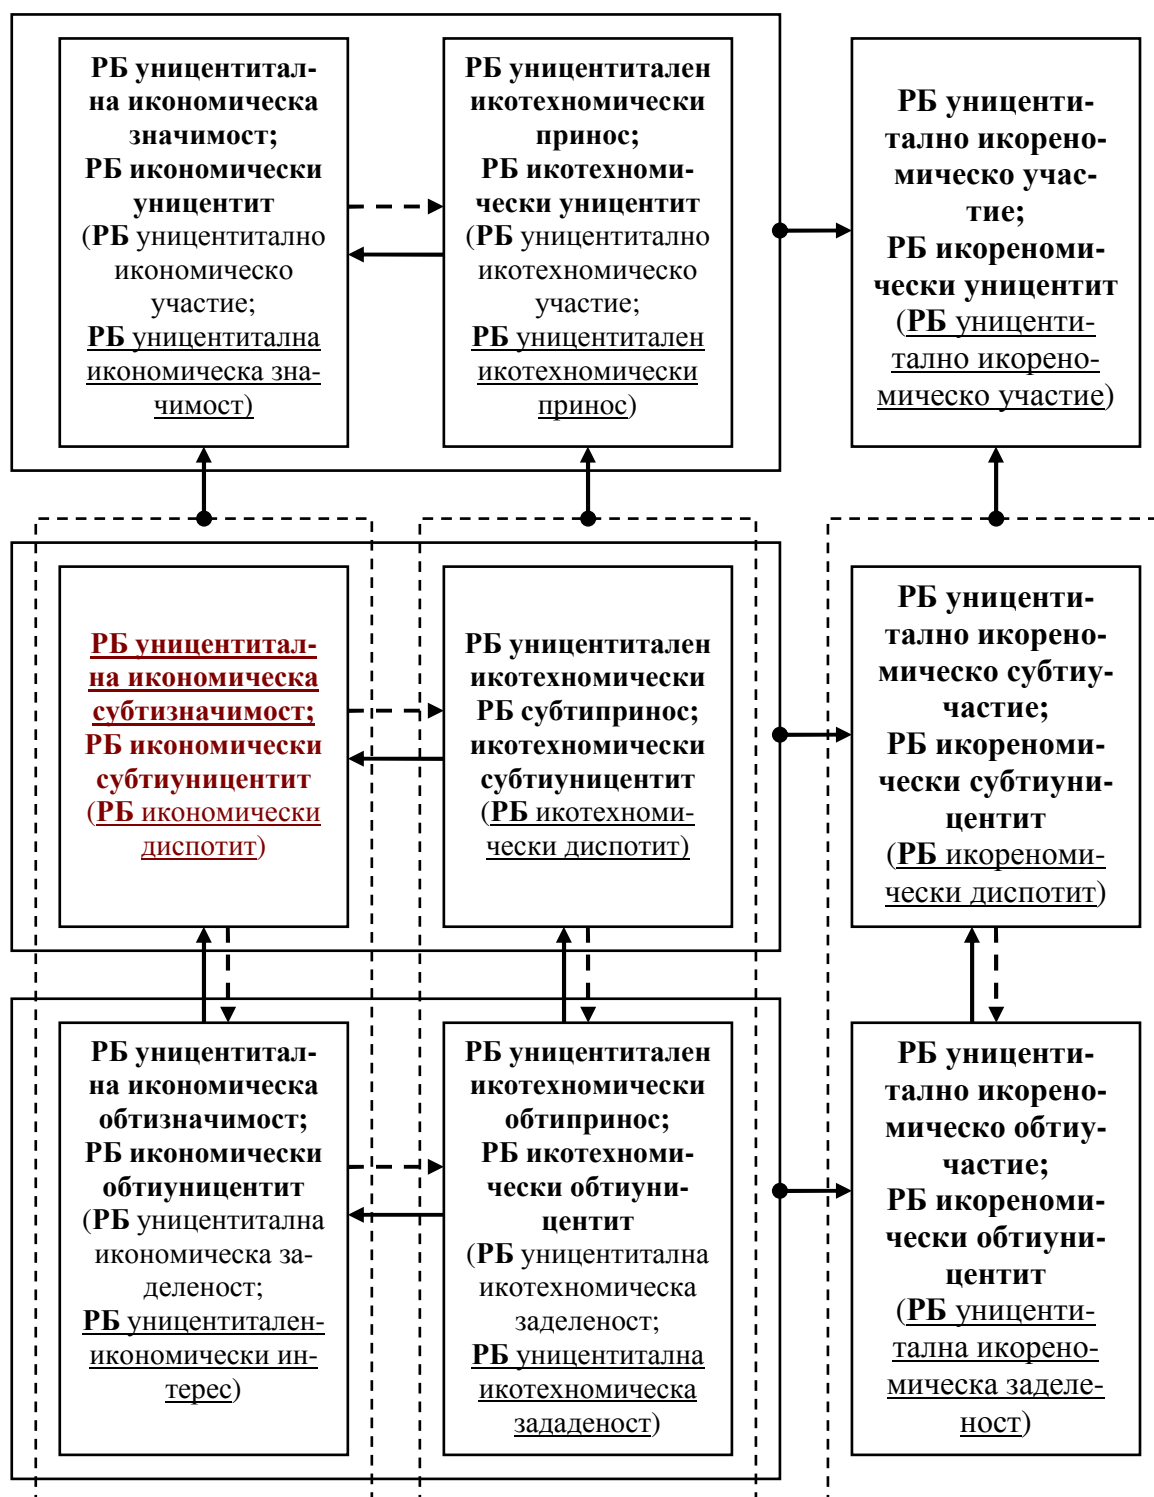 РБ уницентитал-
на икономическа
значимост;
РБ икономически
уницентит
(РБ уницентитално
икономическо
участие;
РБ уницентитална
икономическа зна-
чимост)
РБ уницентитален
икотехномически
принос;
РБ икотехноми-
чески уницентит
(РБ уницентитално
икотехномическо
участие;
РБ уницентитален
икотехномически
принос)
РБ униценти-
тално икорено-
мическо учас-
тие;
РБ икореноми-
чески уницентит
(РБ униценти-
тално икорено-
мическо участие)
РБ уницентитал-
на икономическа
субтизначимост;
РБ икономически
субтиуницентит
(РБ икономически
диспотит)
РБ уницентитален
икотехномически
РБ субтипринос;
икотехномически
субтиуницентит
(РБ икотехноми-
чески диспотит)
РБ униценти-
тално икорено-
мическо субтиу-
частие;
РБ икореноми-
чески субтиуни-
центит
(РБ икореноми-
чески диспотит)
РБ уницентитал-
на икономическа
обтизначимост;
РБ икономически
обтиуницентит
(РБ уницентитална
икономическа за-
деленост;
РБ уницентитален-
икономически ин-
терес)
РБ уницентитален
икотехномически
обтипринос;
РБ икотехноми-
чески обтиуни-
центит
(РБ уницентитална
икотехномическа
заделеност;
РБ уницентитална
икотехномическа
зададеност)
РБ униценти-
тално икорено-
мическо обтиу-
частие;
РБ икореноми-
чески обтиуни-
центит
(РБ униценти-
тална икорено-
мическа заделе-
ност)